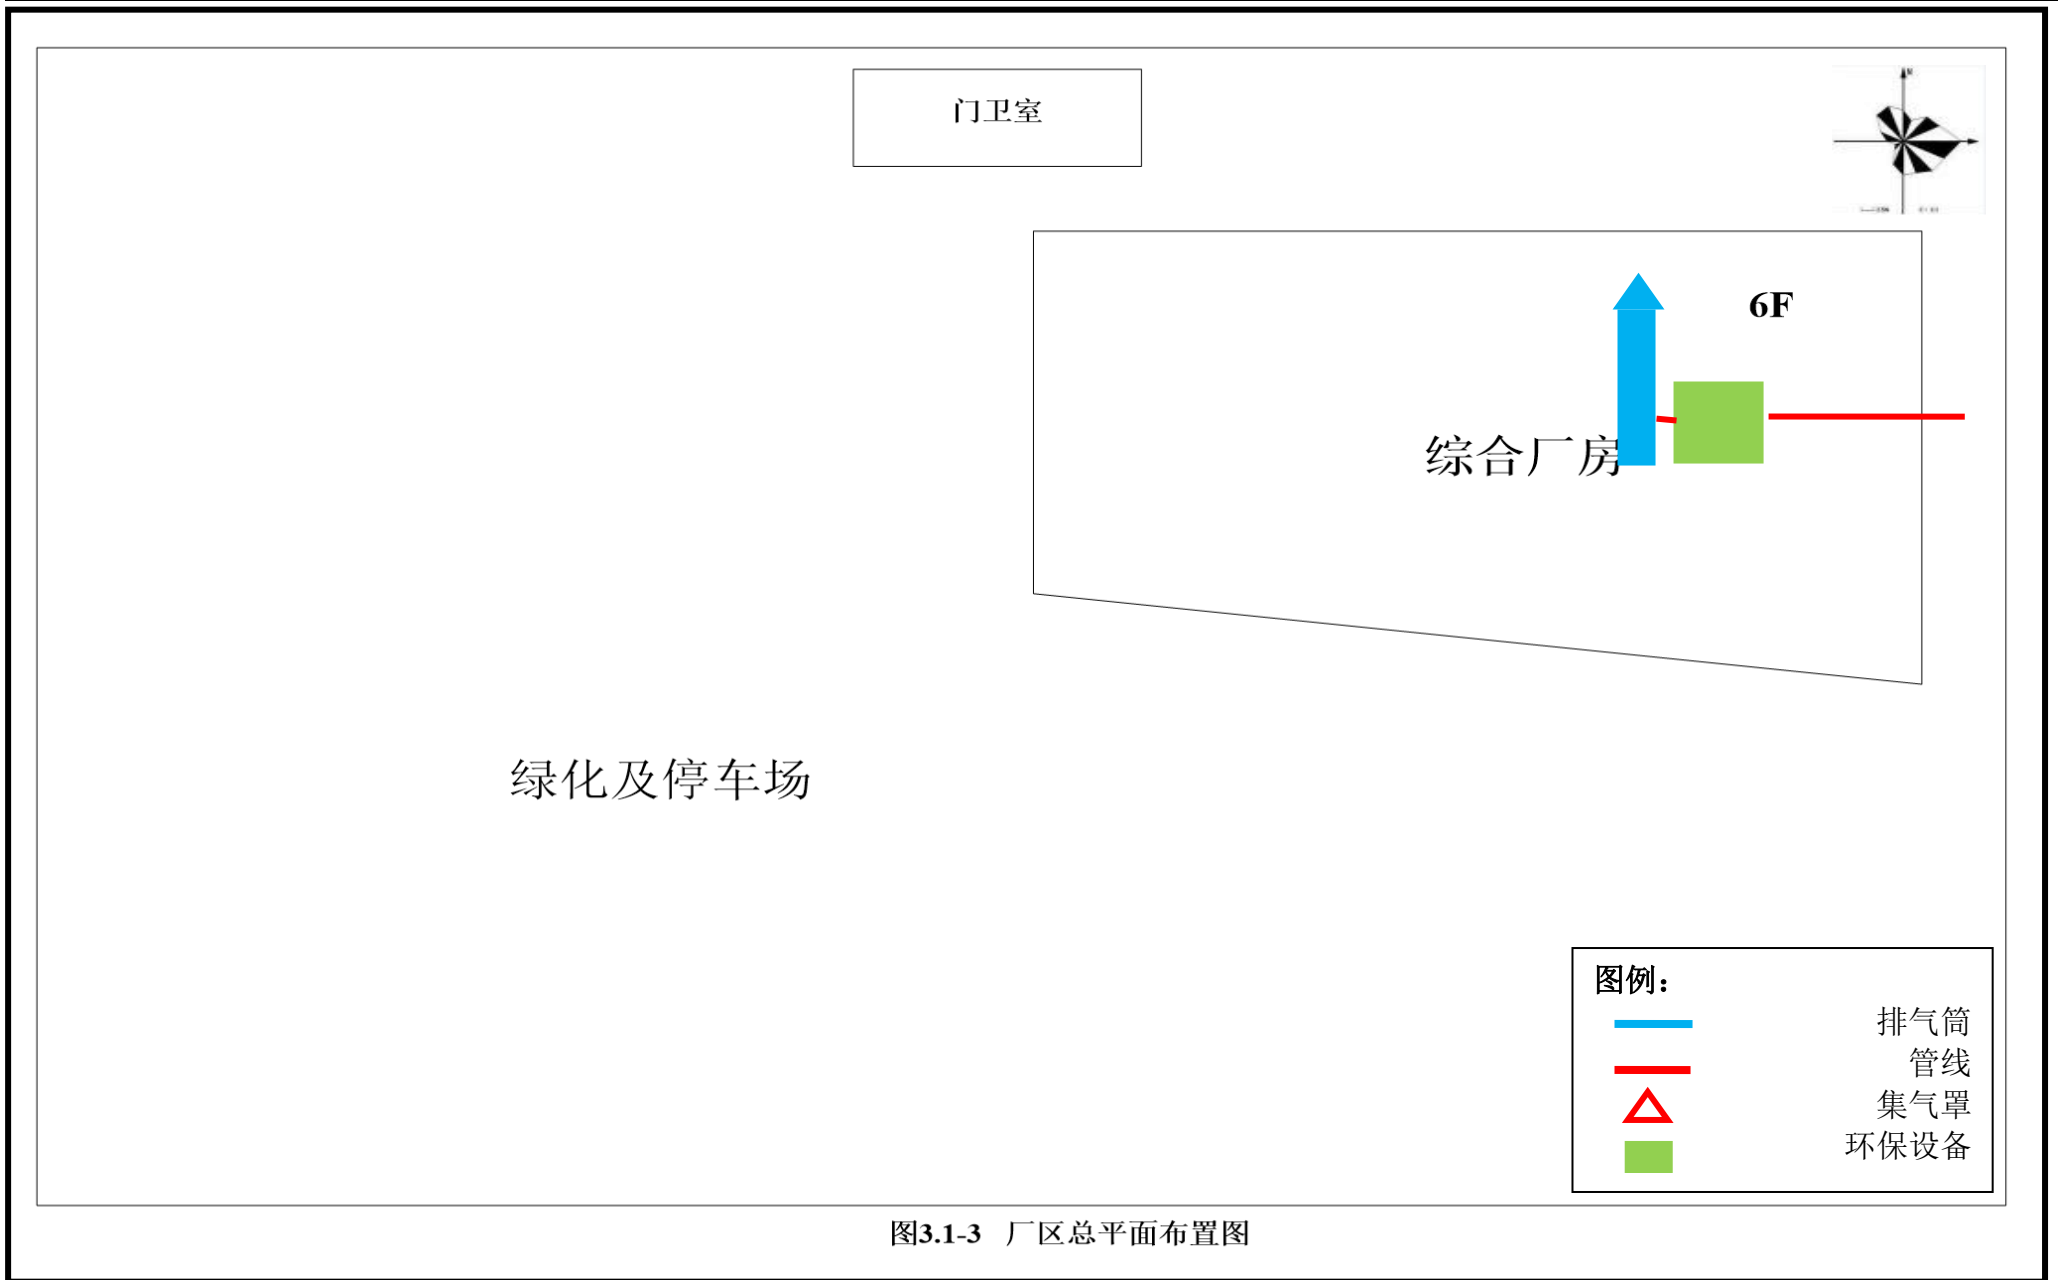 门卫室
N
6F
综合厂房
绿化及停车场
图例：
排气筒
管线
集气罩
环保设备
图3.1-3 厂区总平面布置图